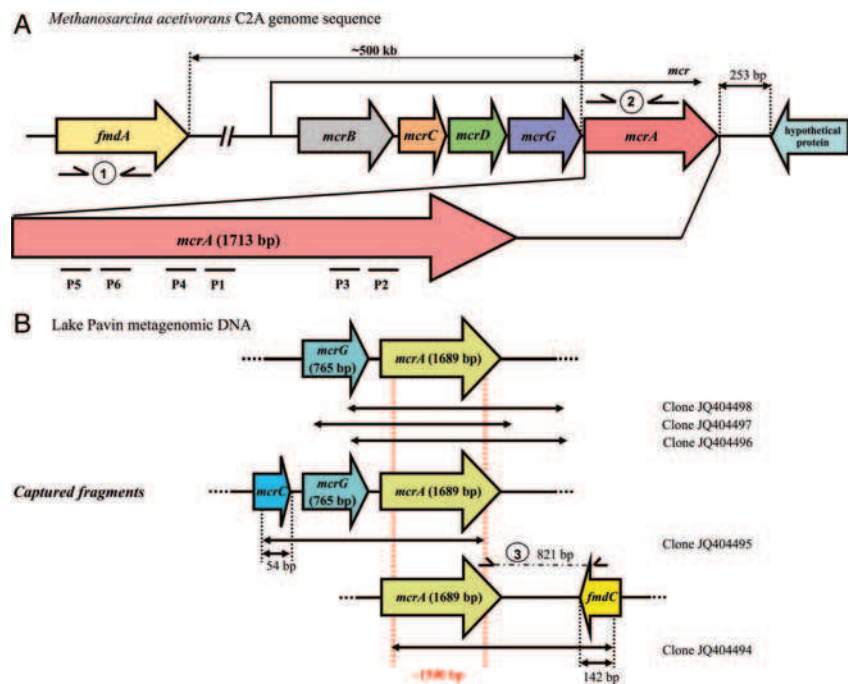 A Methanosarcina acetivorans C2A genome sequence
~500 kb
mcr
253 bp
2
fmdA
mcrB
mcrC
mcrD
mcrG
mcrA
hypothetical
protein
1
mcrA (1713 bp)
P5 P6 P4 P1 P3 P2
B Lake Pavin metagenomic DNA
mcrG
(765 bp)
mcrA (1689 bp)
Clone JQ404498
Clone JQ404497
Clone JQ404496
Captured fragments
mcrC
mcrG
(765 bp)
mcrA (1689 bp)
Clone JQ404495
54 bp
3
821 bp
mcrA (1689 bp)
fmdC
Clone JQ404494
142 bp